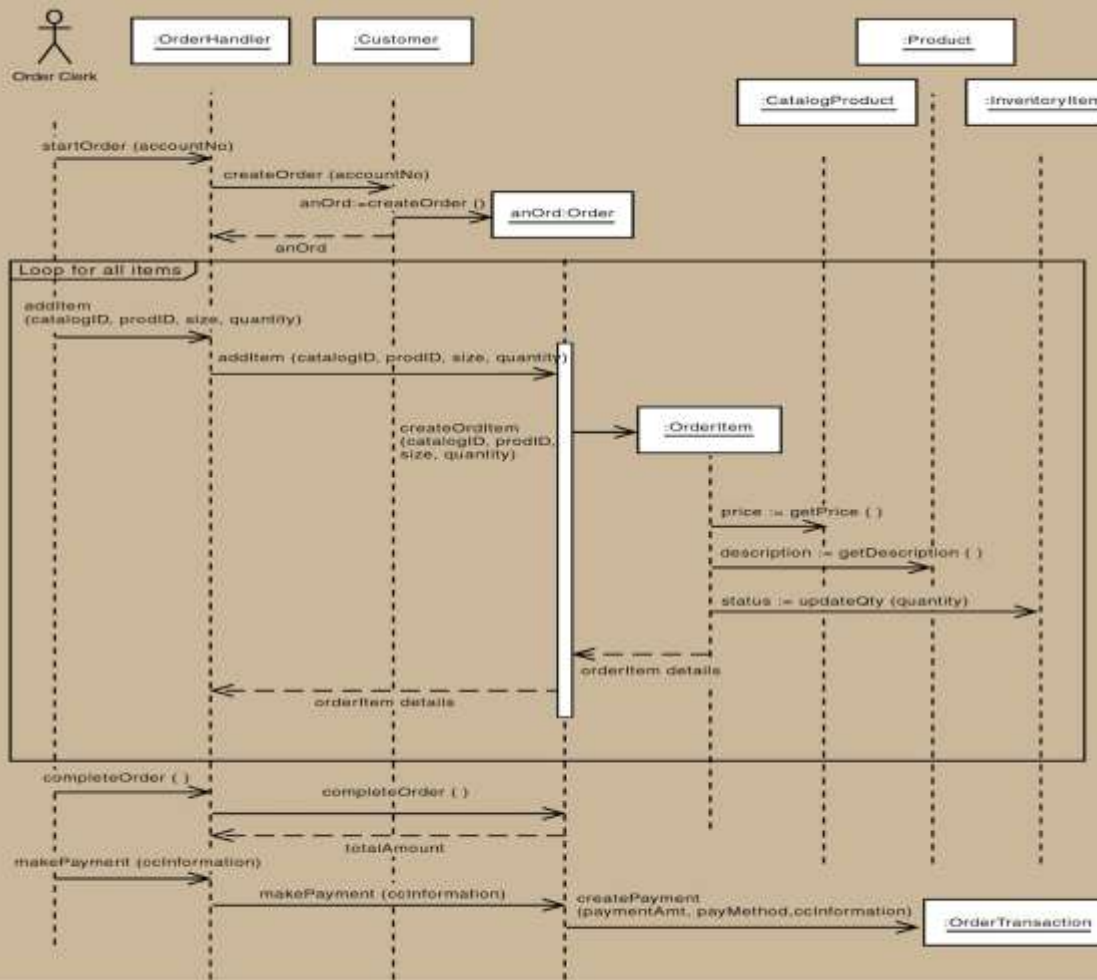 :OrderHandler
:Customer
:Product
Order Clerk
:CatalogProduct
:InventoryItem
startOrder (accountNo)
createOrder (accountNo)
anOrd:=createOrder ()
anOrd:Order
anOrd
Loop for all items
addItem
(catalogID, prodID, size, quantity)
addItem (catalogID, prodID, size, quantity)
createOrdItem
(catalogID, prodID,
size, quantity)
:OrderItem
price := getPrice ( )
description := getDescription ( )
status := updateQty (quantity)
orderItem details
orderItem details
completeOrder ( )
completeOrder ( )
totalAmount
makePayment (ccInformation)
makePayment (ccInformation)
createPayment
(paymentAmt, payMethod,ccInformation)
:OrderTransaction